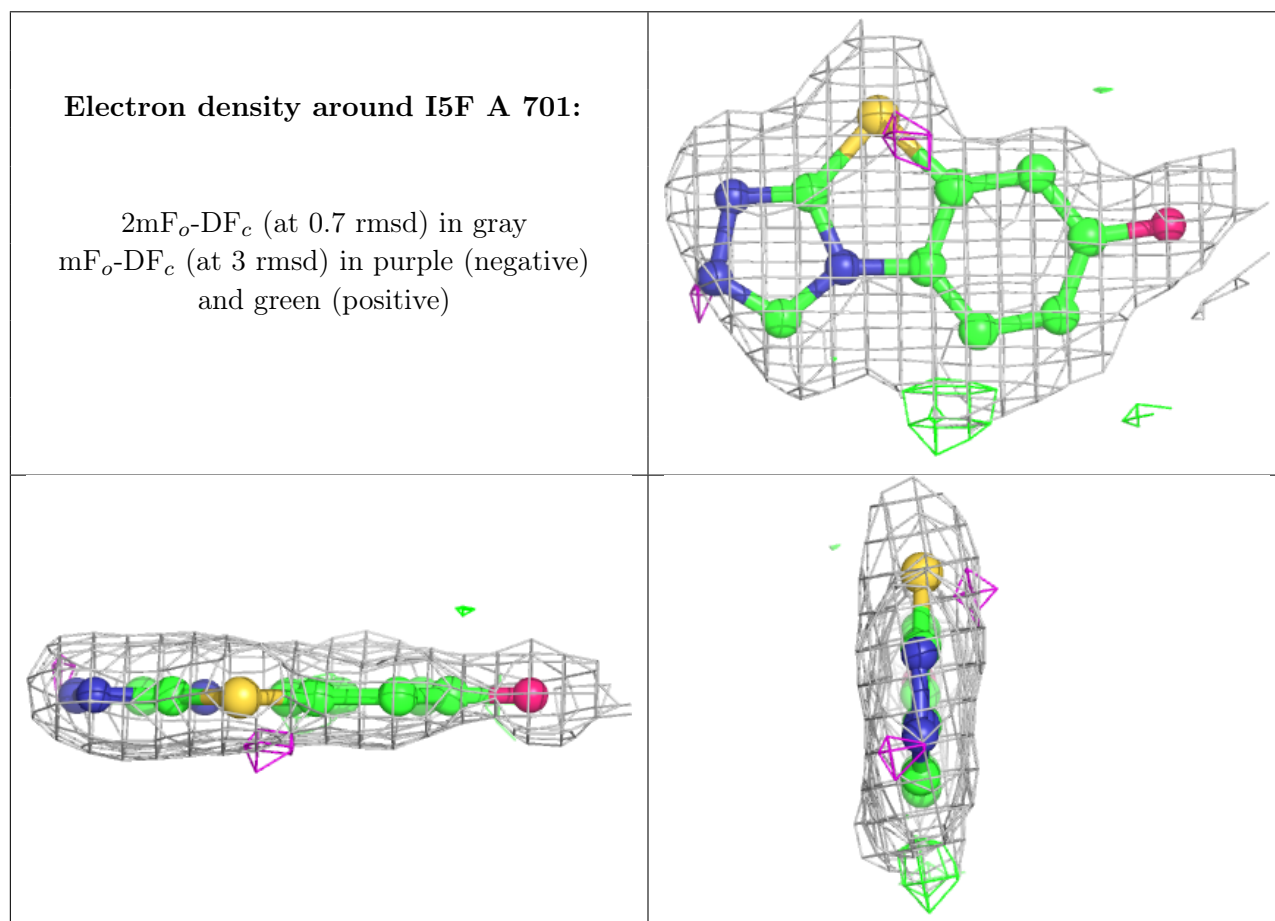 Electron density around I5F A 701:
2mFo-DFc (at 0.7 rmsd) in gray
mFo-DFc (at 3 rmsd) in purple (negative)
and green (positive)